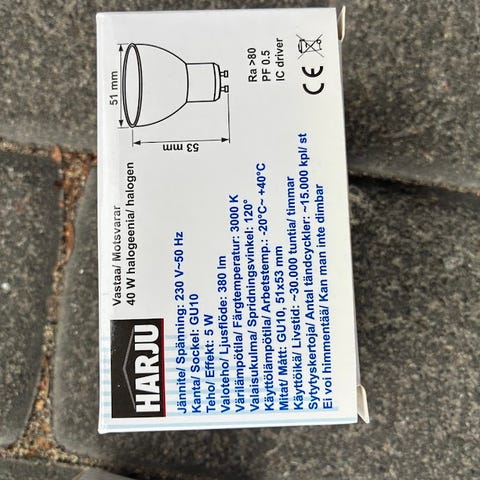 HARJU
Vastaa/ Motsvarar
40 W halogeenia/ halogen
51 mm
53 mm
Ra >80
PF 0.5
IC driver
CE
Jännite/ Spänning: 230 V~50 Hz
Kanta/ Sockel: GU10
Teho/ Effekt: 5 W
Valoteho/ Ljusflöde: 380 lm
Värilämpötila/ Färgtemperatur: 3000 K
Valaisukulma/ Spridningsvinkel: 120°
Käyttölämpötila/ Arbetstemp.: -20°C~ +40°C
Mitat/ Mått: GU10, 51x53 mm
Käyttöikä/ Livstid: ~30.000 tuntia/ timmar
Sytytyskertoja/ Antal tändcykler: ~15.000 kpl/ st
Ei voi himmentää/ Kan man inte dimbar